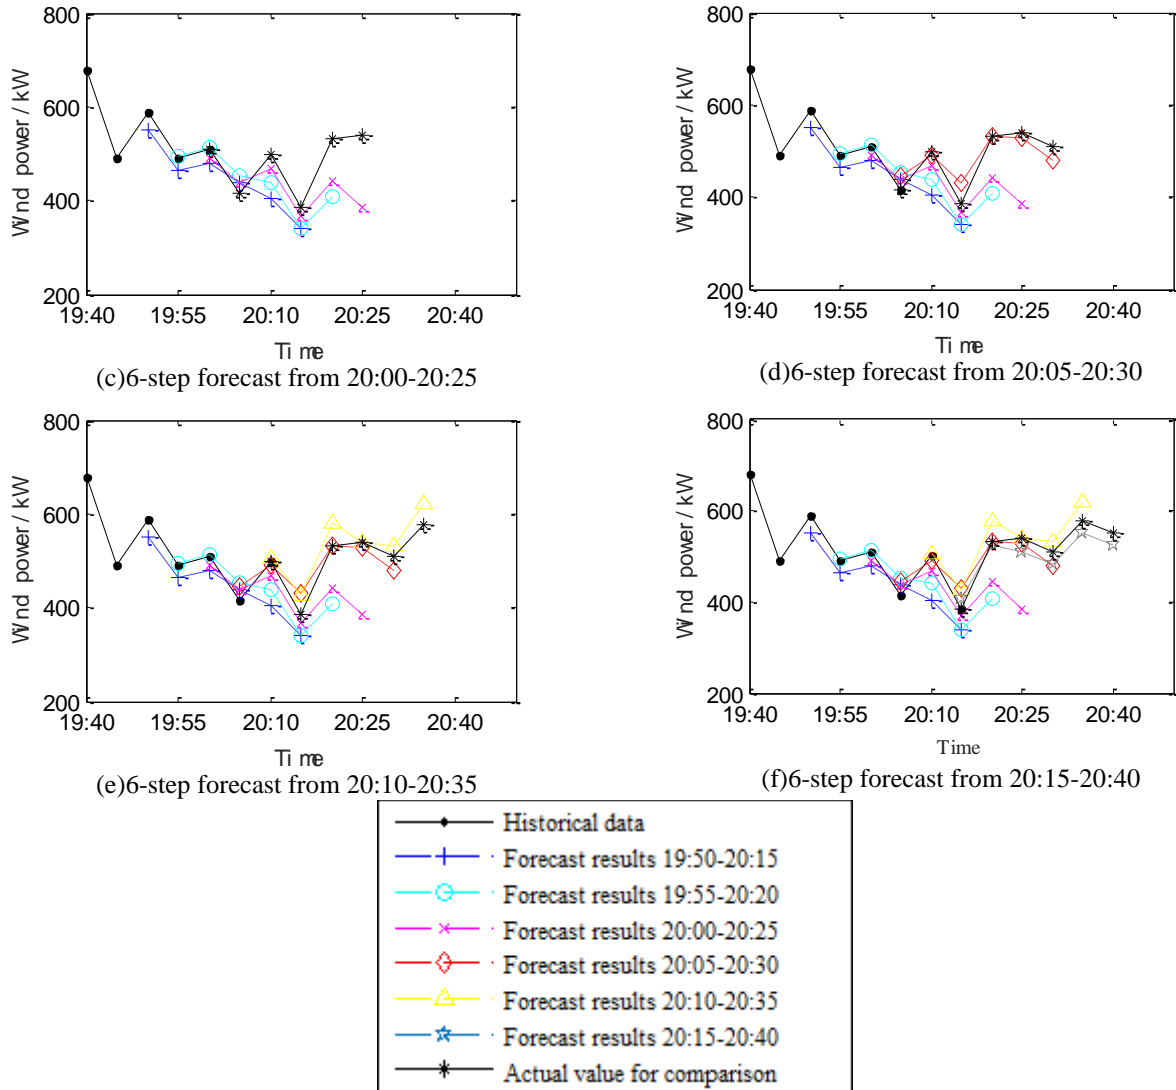 800
600
400
200
Wind power / kW
19:40 19:55 20:10 20:25 20:40
Time
(c)6-step forecast from 20:00-20:25
800
600
400
200
Wind power / kW
19:40 19:55 20:10 20:25 20:40
Time
(d)6-step forecast from 20:05-20:30
800
600
400
200
Wind power / kW
19:40 19:55 20:10 20:25 20:40
Time
(e)6-step forecast from 20:10-20:35
800
600
400
200
Wind power / kW
19:40 19:55 20:10 20:25 20:40
Time
(f)6-step forecast from 20:15-20:40
Historical data
Forecast results 19:50-20:15
Forecast results 19:55-20:20
Forecast results 20:00-20:25
Forecast results 20:05-20:30
Forecast results 20:10-20:35
Forecast results 20:15-20:40
Actual value for comparison